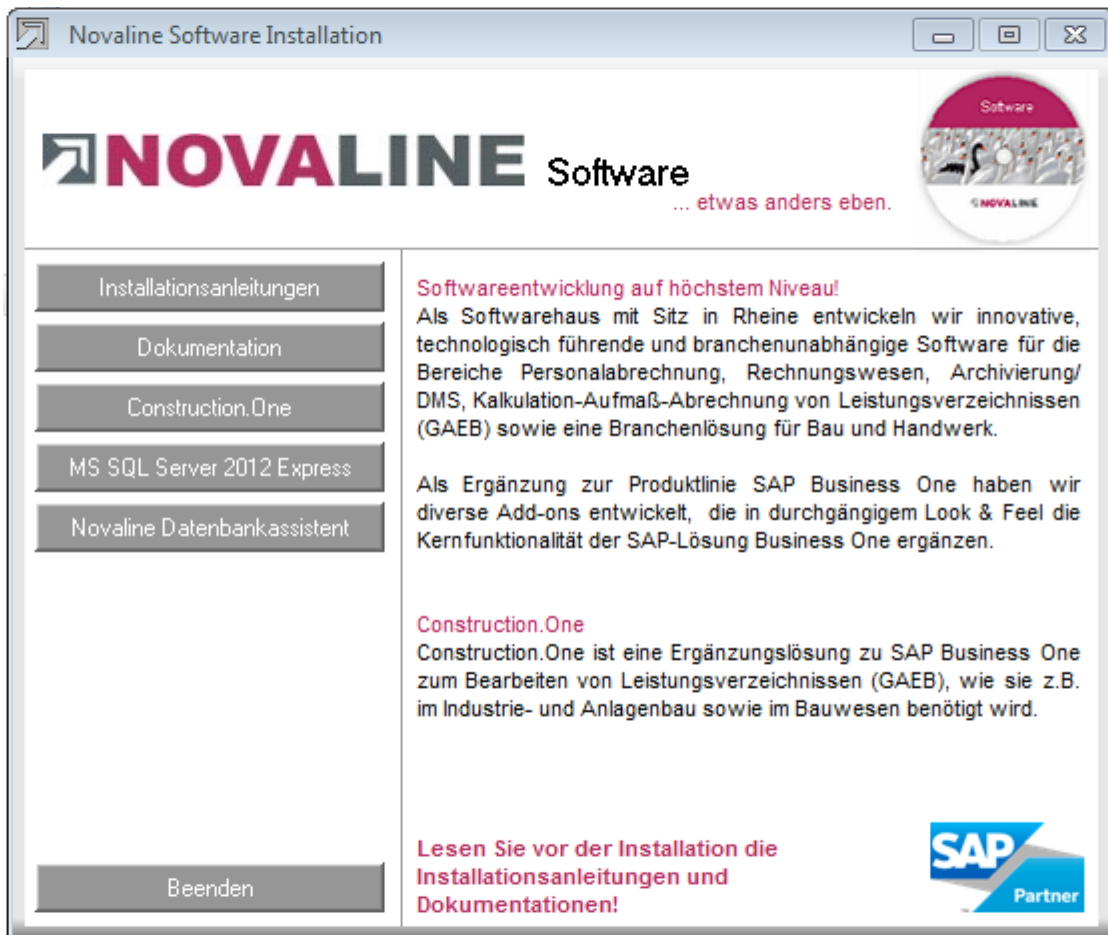 Novaline Software Installation
NOVALINE Software
... etwas anders eben.
Software
NOVALINE
Installationsanleitungen
Dokumentation
Construction.One
MS SQL Server 2012 Express
Novaline Datenbankassistent
Beenden
Softwareentwicklung auf höchstem Niveau!
Als Softwarehaus mit Sitz in Rheine entwickeln wir innovative,
technologisch führende und branchenunabhängige Software für die
Bereiche Personalabrechnung, Rechnungswesen, Archivierung/
DMS, Kalkulation-Aufmaß-Abrechnung von Leistungsverzeichnissen
(GAEB) sowie eine Branchenlösung für Bau und Handwerk.
Als Ergänzung zur Produktlinie SAP Business One haben wir
diverse Add-ons entwickelt, die in durchgängigem Look & Feel die
Kernfunktionalität der SAP-Lösung Business One ergänzen.
Construction.One
Construction.One ist eine Ergänzungslösung zu SAP Business One
zum Bearbeiten von Leistungsverzeichnissen (GAEB), wie sie z.B.
im Industrie- und Anlagenbau sowie im Bauwesen benötigt wird.
Lesen Sie vor der Installation die
Installationsanleitungen und
Dokumentationen!
SAP
Partner